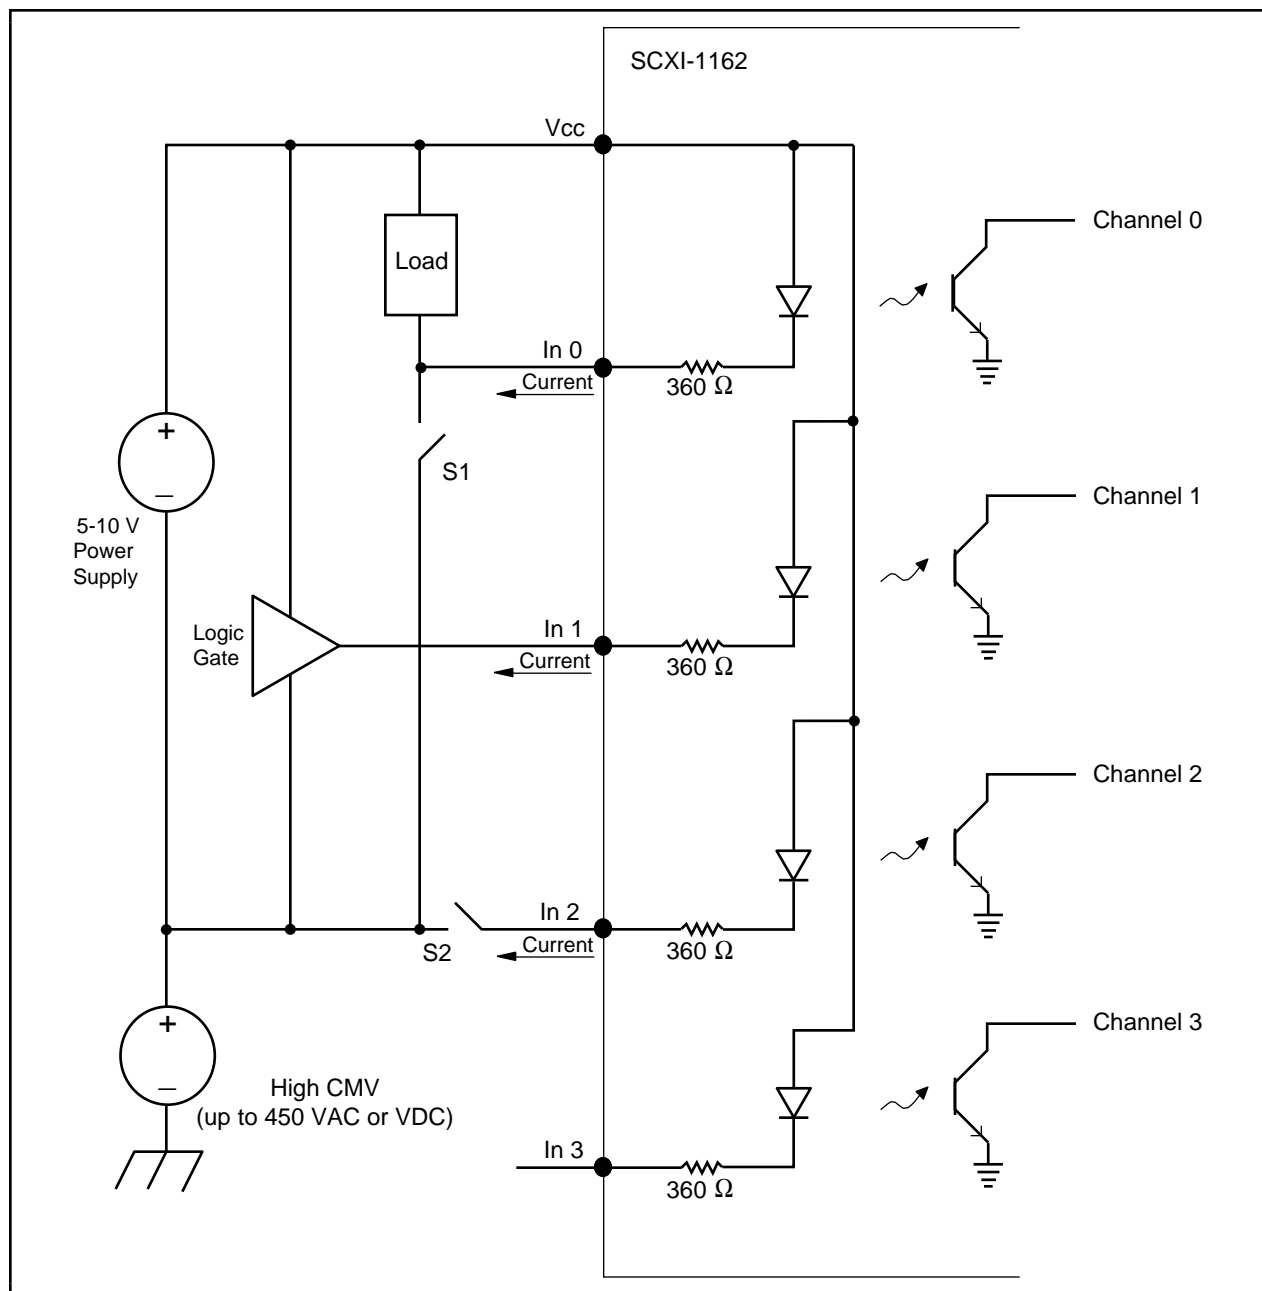 SCXI-1162
Vcc
Channel 0
Load
In 0
Current
360 Ω
+
–
S1
5-10 V
Power
Supply
Channel 1
Logic
Gate
In 1
Current
360 Ω
Channel 2
In 2
S2
Current
360 Ω
+
–
Channel 3
High CMV
(up to 450 VAC or VDC)
In 3
360 Ω